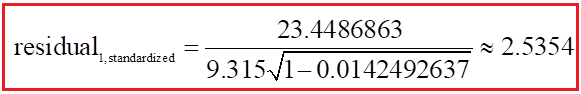 residual₁,standardized = 23.4486863 / 9.315√1−0.0142492637 ≈ 2.5354